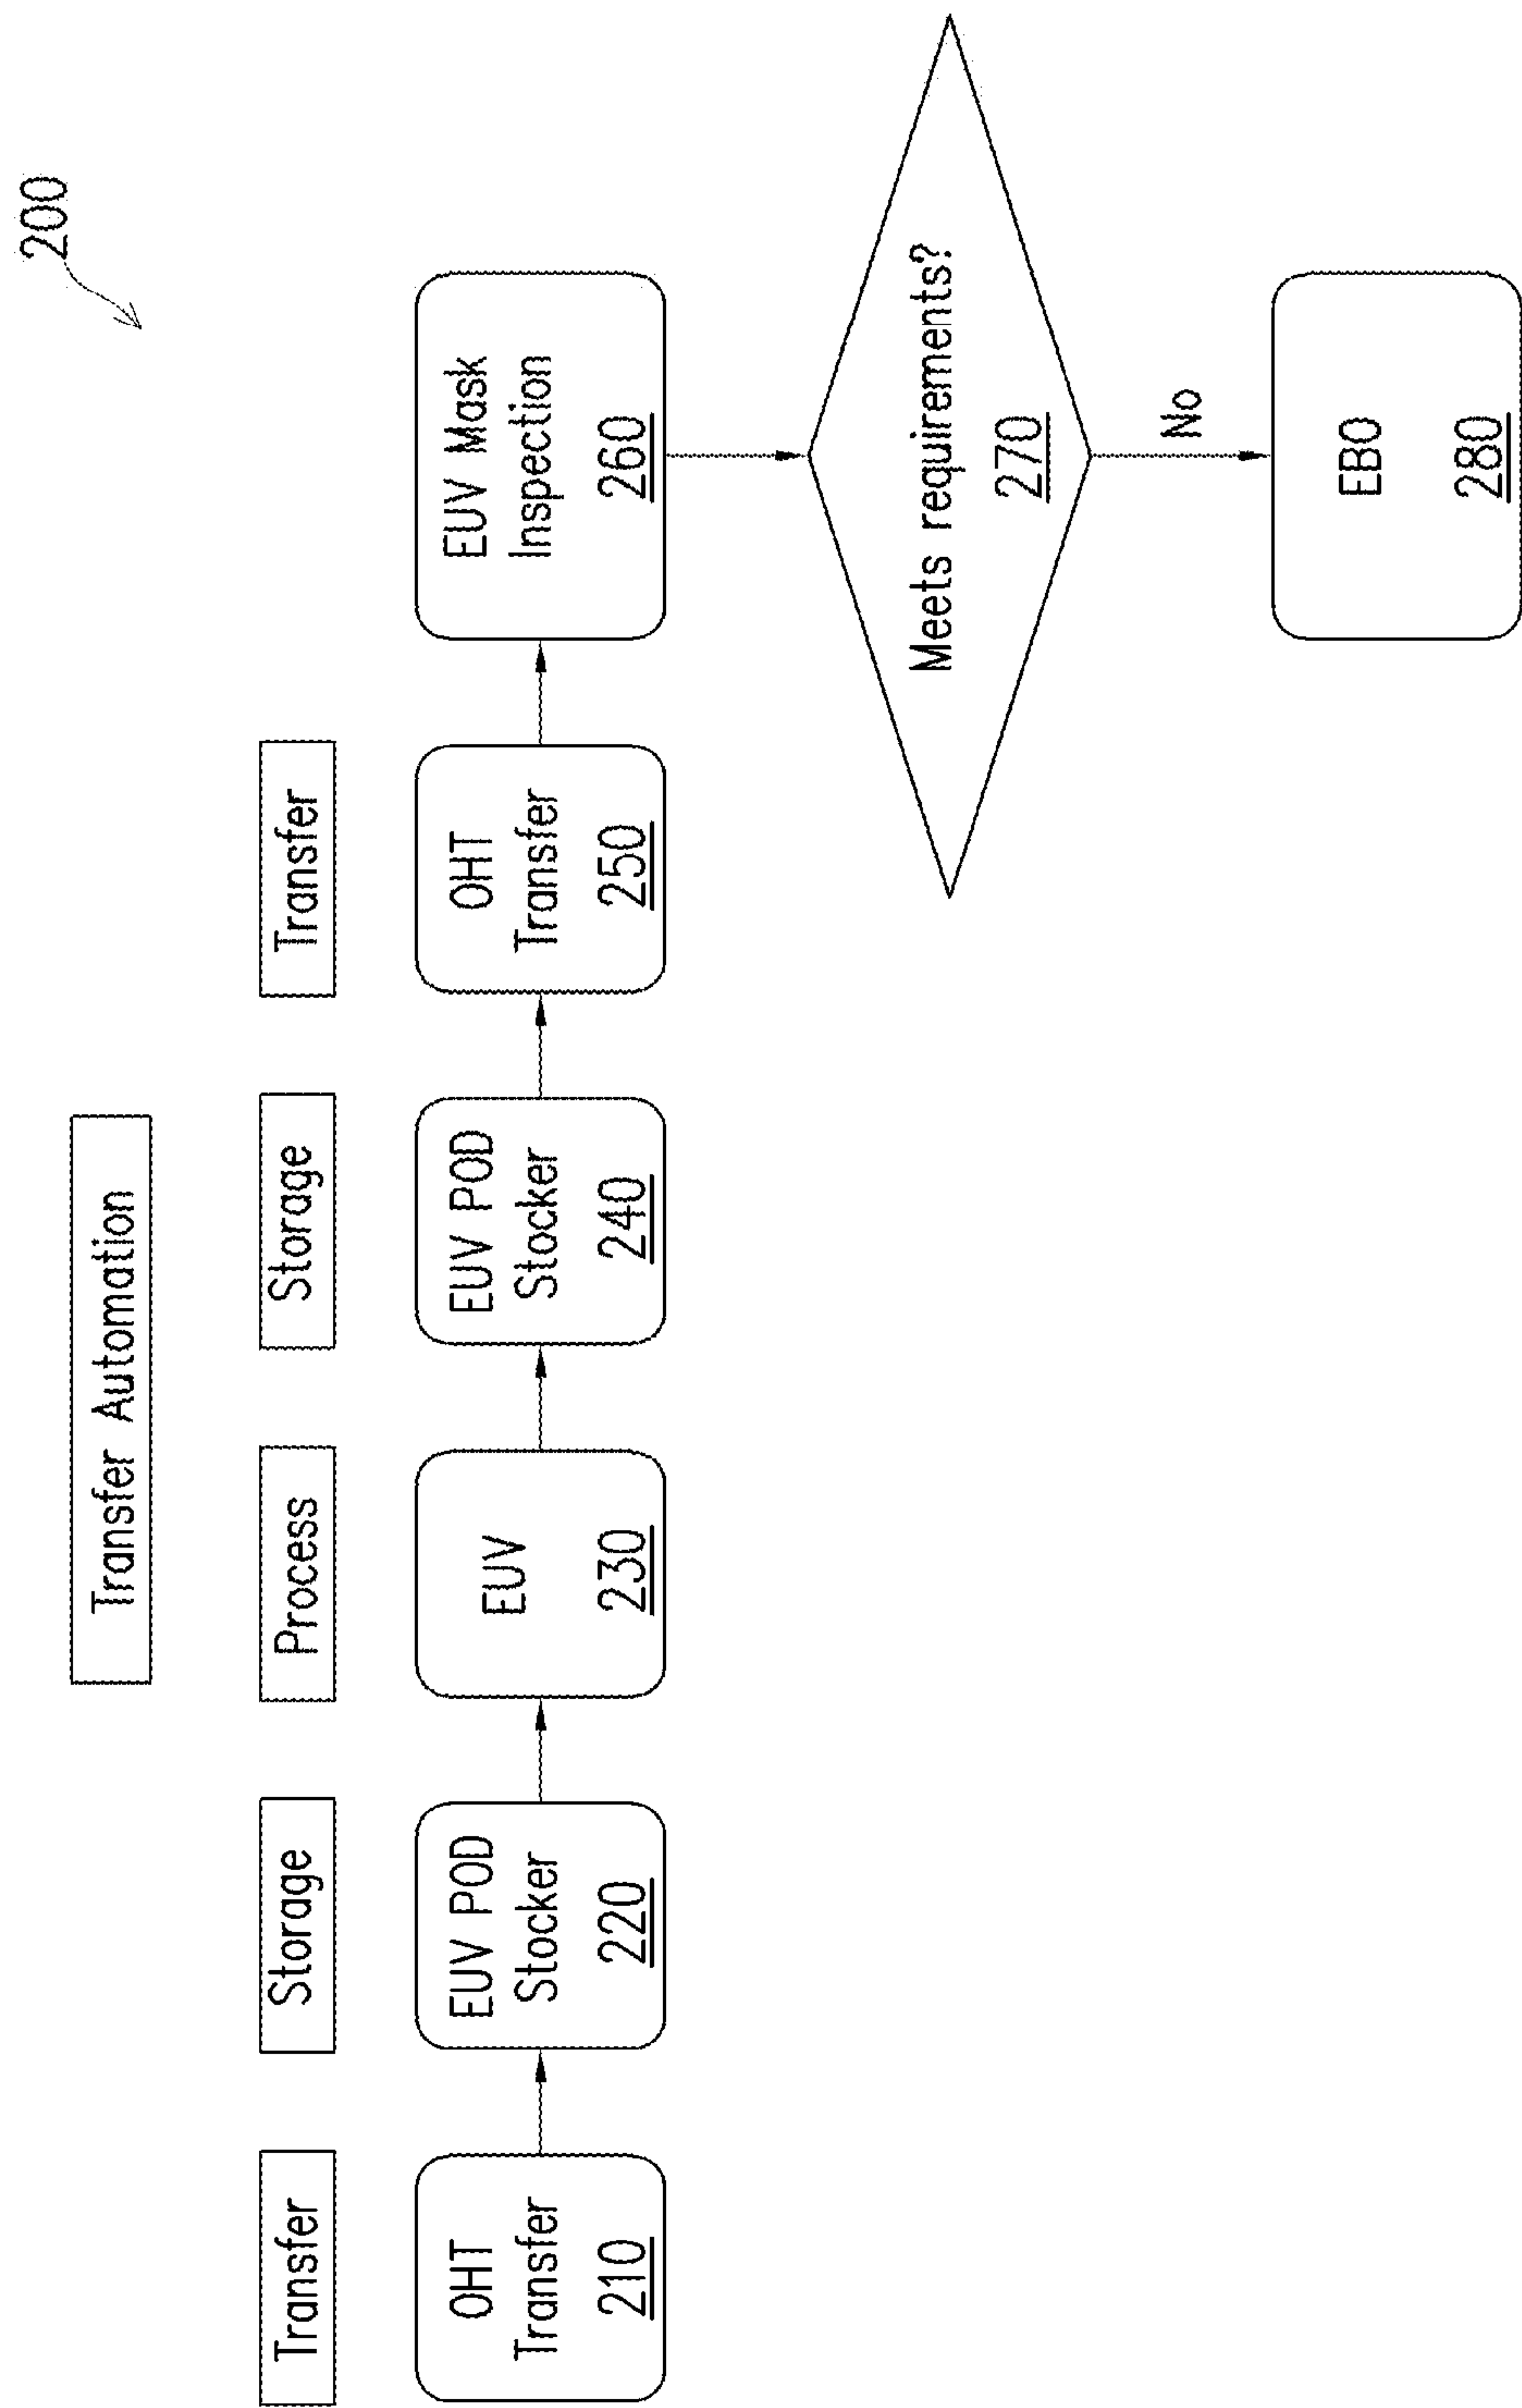 200
Transfer Automation
Transfer
Storage
Process
Storage
Transfer
OHT
Transfer
210
EUV POD
Stocker
220
EUV
230
EUV POD
Stocker
240
OHT
Transfer
250
EUV Mask
Inspection
260
Meets requirements?
270
No
EBO
280